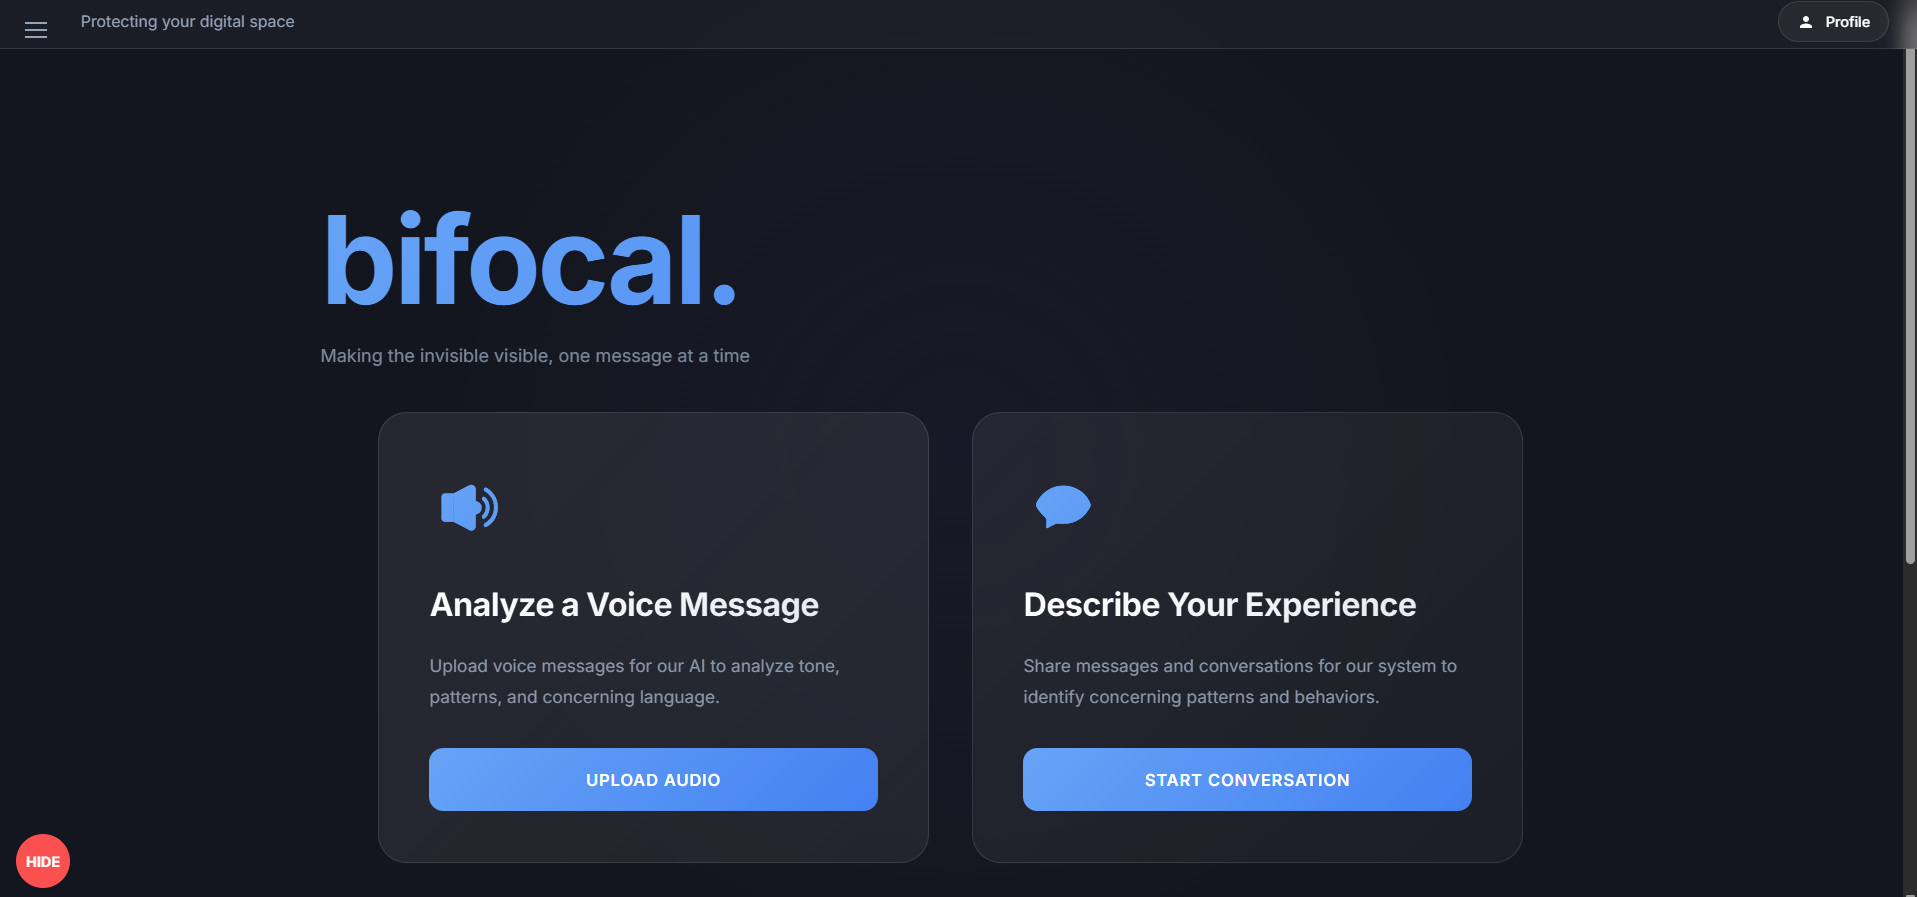 Protecting your digital space
Profile
bifocal.
Making the invisible visible, one message at a time
Analyze a Voice Message
Upload voice messages for our AI to analyze tone,
patterns, and concerning language.
UPLOAD AUDIO
Describe Your Experience
Share messages and conversations for our system to
identify concerning patterns and behaviors.
START CONVERSATION
HIDE